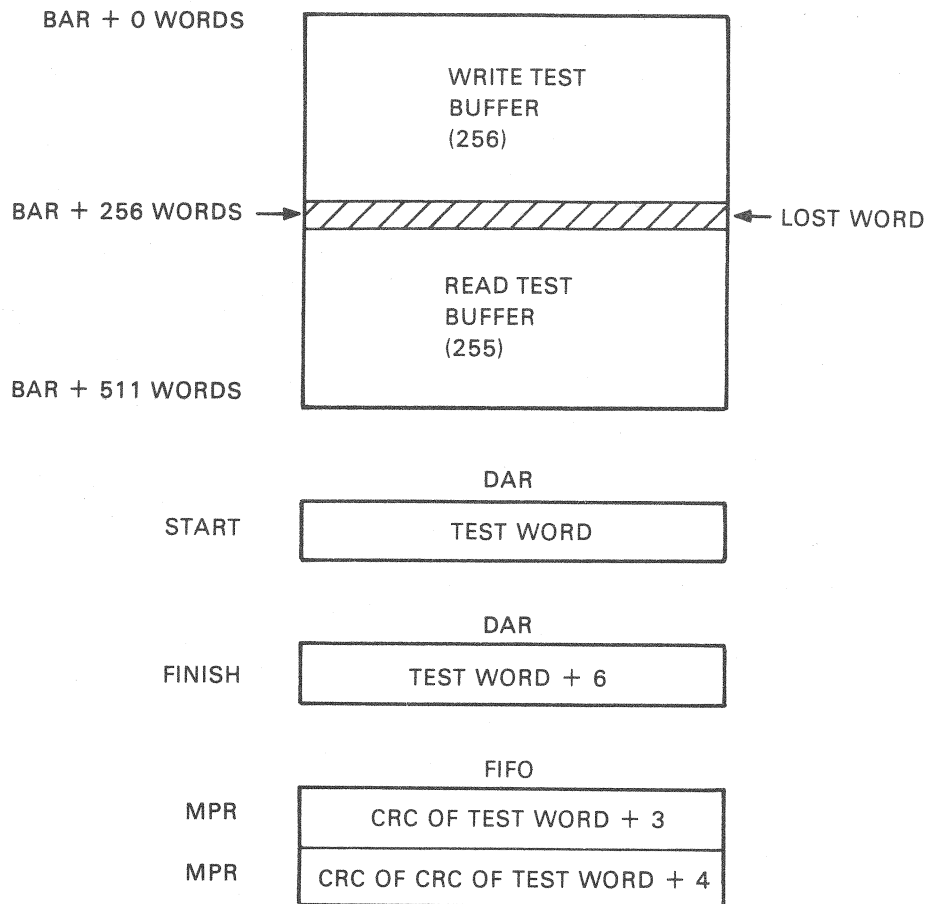 BAR + 0 WORDS
WRITE TEST
BUFFER
(256)
BAR + 256 WORDS
LOST WORD
READ TEST
BUFFER
(255)
BAR + 511 WORDS
DAR
START
TEST WORD
DAR
FINISH
TEST WORD + 6
FIFO
MPR
CRC OF TEST WORD + 3
MPR
CRC OF CRC OF TEST WORD + 4